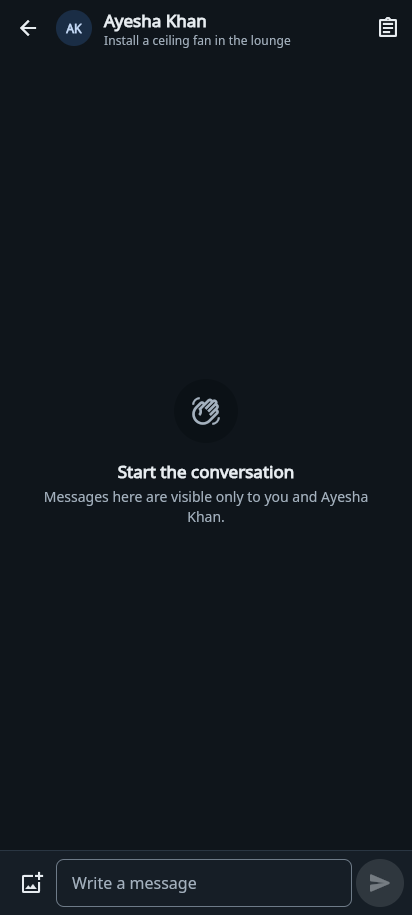 AK
Ayesha Khan
Install a ceiling fan in the lounge
Start the conversation
Messages here are visible only to you and Ayesha
Khan.
Write a message